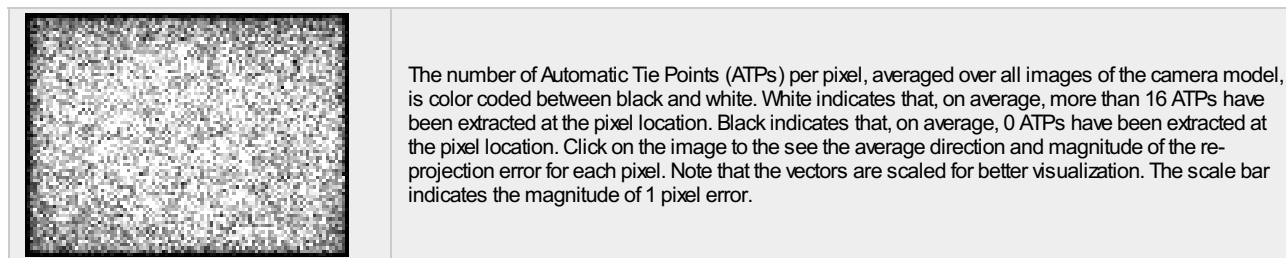 The number of Automatic Tie Points (ATPs) per pixel, averaged over all images of the camera model,
is color coded between black and white. White indicates that, on average, more than 16 ATPs have
been extracted at the pixel location. Black indicates that, on average, 0 ATPs have been extracted at
the pixel location. Click on the image to the see the average direction and magnitude of the re-
projection error for each pixel. Note that the vectors are scaled for better visualization. The scale bar
indicates the magnitude of 1 pixel error.